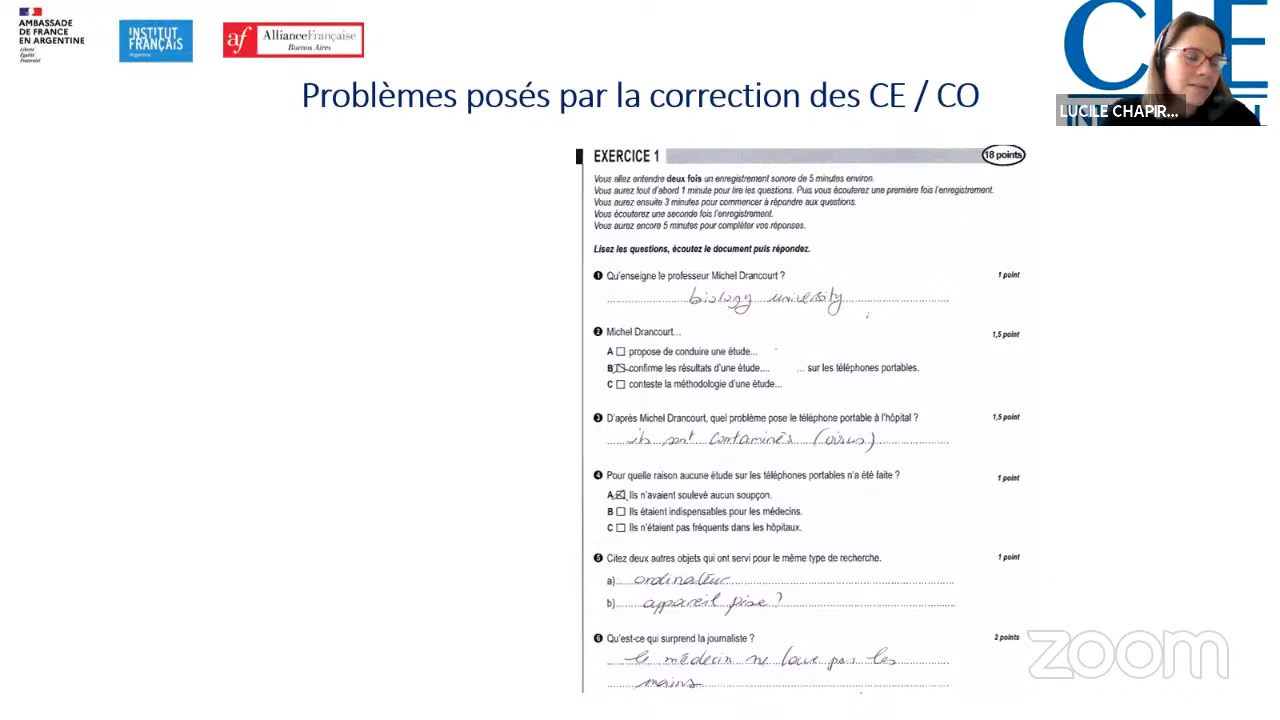 AMBASSADE
DE FRANCE
EN ARGENTINE
Liberté
Égalité
Fraternité
INSTITUT
FRANÇAIS
Argentine
af AllianceFrançaise
Buenos Aires
CLE
LUCILE CHAPIR...
Problèmes posés par la correction des CE / CO
EXERCICE 1 18 points
Vous allez entendre deux fois un enregistrement sonore de 5 minutes environ.
Vous aurez tout d'abord 1 minute pour lire les questions. Puis vous écouterez une première fois l'enregistrement.
Vous aurez ensuite 3 minutes pour commencer à répondre aux questions.
Vous écouterez une seconde fois l'enregistrement.
Vous aurez encore 5 minutes pour compléter vos réponses.
Lisez les questions, écoutez le document puis répondez.
1 Qu'enseigne le professeur Michel Drancourt ? 1 point
biology university
2 Michel Drancourt... 1,5 point
A propose de conduire une étude...
B confirme les résultats d'une étude.... ... sur les téléphones portables.
C conteste la méthodologie d'une étude...
3 D'après Michel Drancourt, quel problème pose le téléphone portable à l'hôpital ? 1,5 point
ils sont contaminés (virus)
4 Pour quelle raison aucune étude sur les téléphones portables n'a été faite ? 1 point
A Ils n'avaient soulevé aucun soupçon.
B Ils étaient indispensables pour les médecins.
C Ils n'étaient pas fréquents dans les hôpitaux.
5 Citez deux autres objets qui ont servi pour le même type de recherche. 1 point
a) ordinateur
b) appareil pise ?
6 Qu'est-ce qui surprend la journaliste ? 2 points
le médecin ne lave pas les
mains
zoom